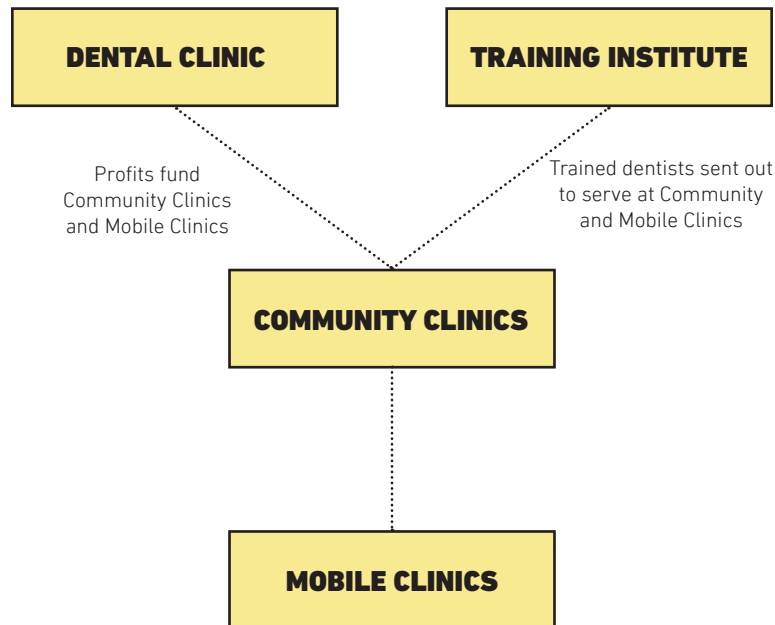 DENTAL CLINIC
TRAINING INSTITUTE
Profits fund
Community Clinics
and Mobile Clinics
Trained dentists sent out
to serve at Community
and Mobile Clinics
COMMUNITY CLINICS
MOBILE CLINICS